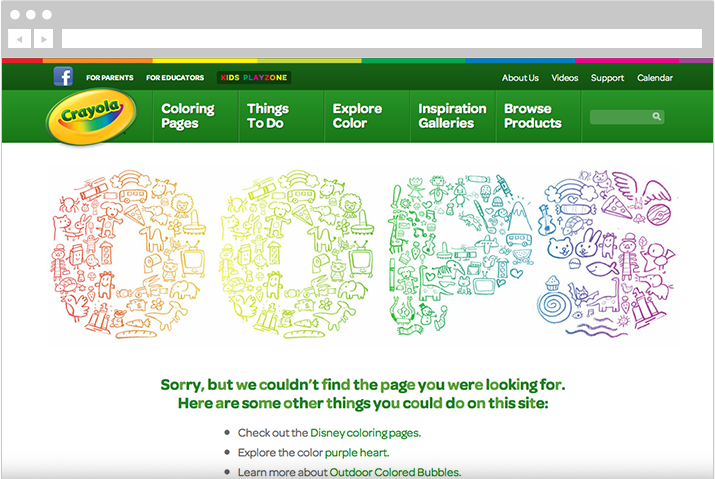 FOR PARENTS FOR EDUCATORS KIDS PLAYZONE About Us Videos Support Calendar
Crayola
Coloring Things Explore Inspiration Browse
Pages To Do Color Galleries Products
oops
Sorry, but we couldn't find the page you were looking for.
Here are some other things you could do on this site:
Check out the Disney coloring pages.
Explore the color purple heart.
Learn more about Outdoor Colored Bubbles.